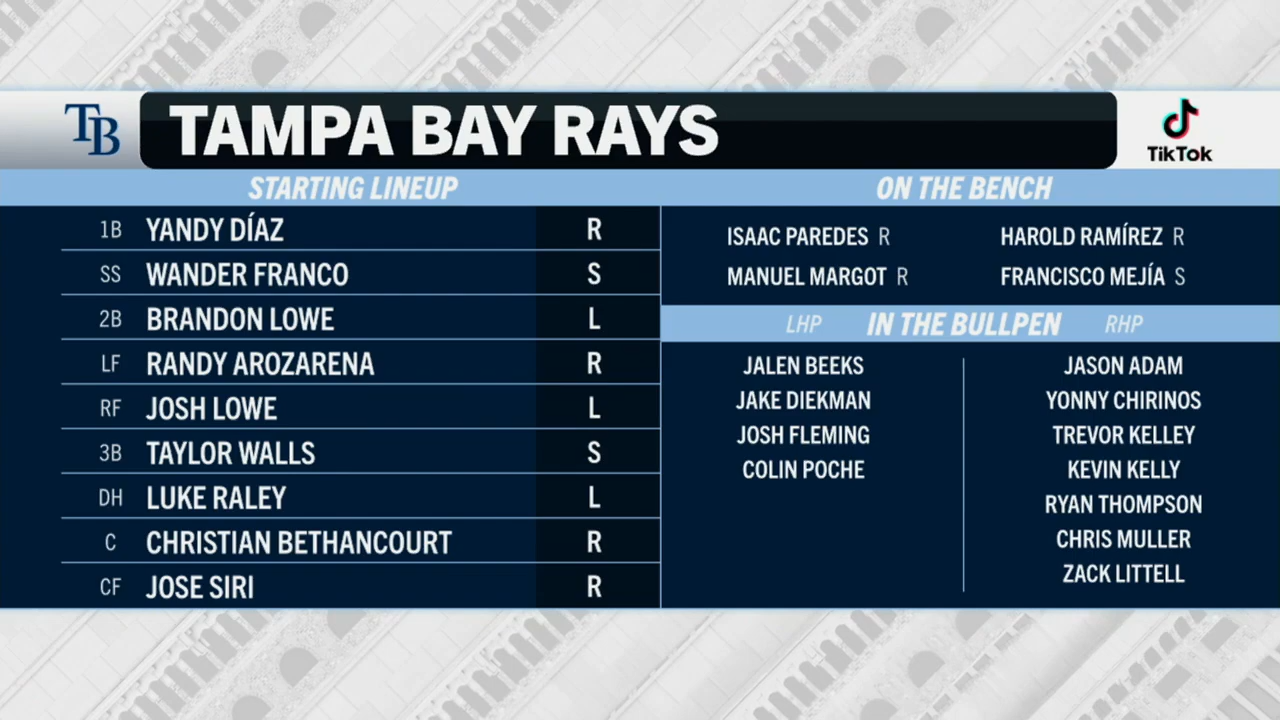 TB
TAMPA BAY RAYS
TikTok
STARTING LINEUP
1B YANDY DÍAZ R
SS WANDER FRANCO S
2B BRANDON LOWE L
LF RANDY AROZARENA R
RF JOSH LOWE L
3B TAYLOR WALLS S
DH LUKE RALEY L
C CHRISTIAN BETHANCOURT R
CF JOSE SIRI R
ON THE BENCH
ISAAC PAREDES R HAROLD RAMÍREZ R
MANUEL MARGOT R FRANCISCO MEJÍA S
LHP IN THE BULLPEN RHP
JALEN BEEKS JASON ADAM
JAKE DIEKMAN YONNY CHIRINOS
JOSH FLEMING TREVOR KELLEY
COLIN POCHE KEVIN KELLY
RYAN THOMPSON
CHRIS MULLER
ZACK LITTELL